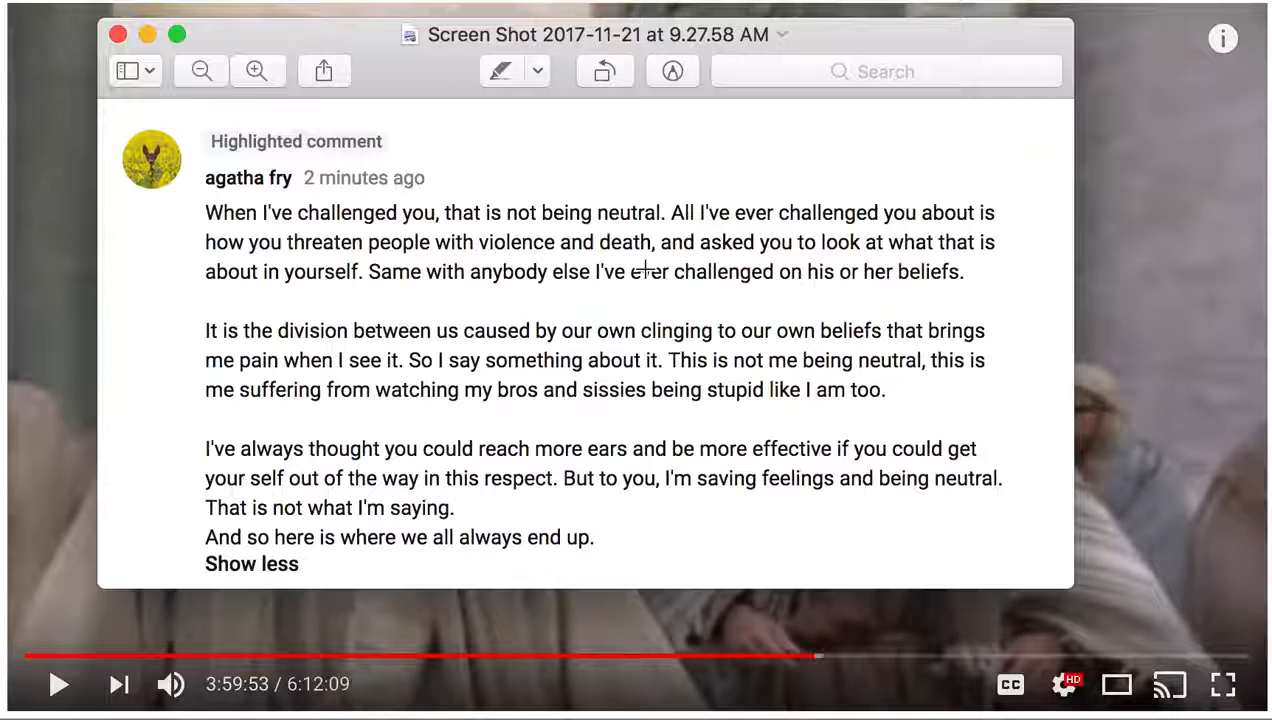 Screen Shot 2017-11-21 at 9.27.58 AM
Search
Highlighted comment
agatha fry 2 minutes ago
When I've challenged you, that is not being neutral. All I've ever challenged you about is
how you threaten people with violence and death, and asked you to look at what that is
about in yourself. Same with anybody else I've ever challenged on his or her beliefs.
It is the division between us caused by our own clinging to our own beliefs that brings
me pain when I see it. So I say something about it. This is not me being neutral, this is
me suffering from watching my bros and sissies being stupid like I am too.
I've always thought you could reach more ears and be more effective if you could get
your self out of the way in this respect. But to you, I'm saving feelings and being neutral.
That is not what I'm saying.
And so here is where we all always end up.
Show less
3:59:53 / 6:12:09
CC
HD